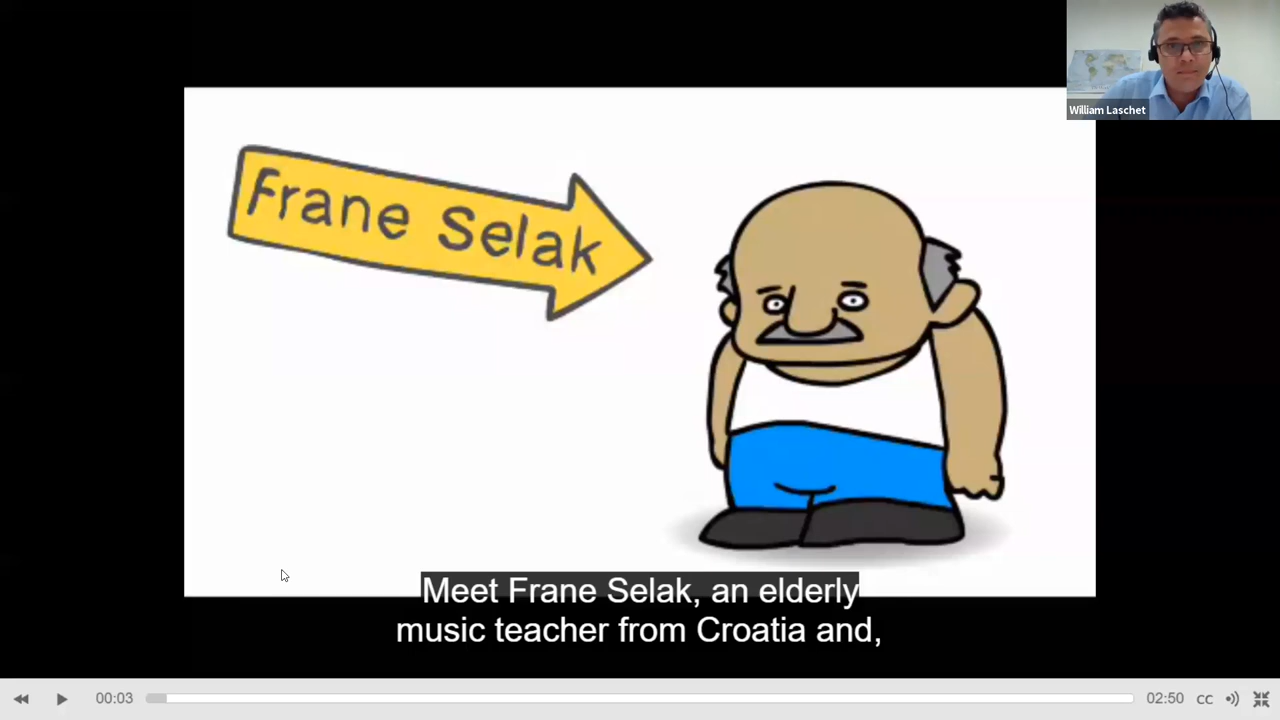 William Laschet
Frane Selak
Meet Frane Selak, an elderly
music teacher from Croatia and,
00:03
02:50
CC